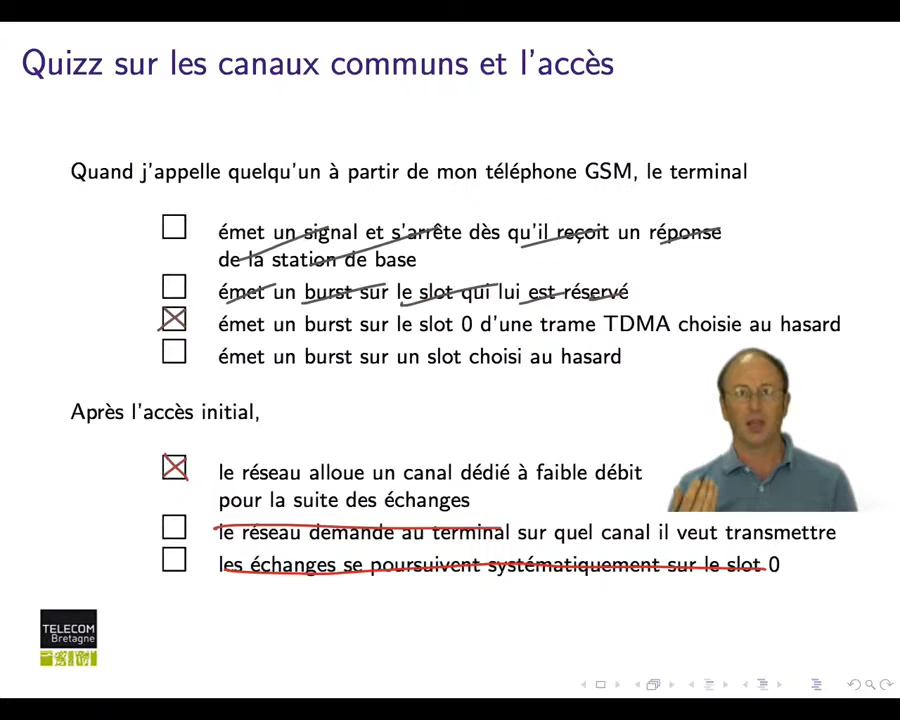 Quizz sur les canaux communs et l'accès
Quand j'appelle quelqu'un à partir de mon téléphone GSM, le terminal
émet un signal et s'arrête dès qu'il reçoit un réponse
de la station de base
émet un burst sur le slot qui lui est réservé
émet un burst sur le slot 0 d'une trame TDMA choisie au hasard
émet un burst sur un slot choisi au hasard
Après l'accès initial,
le réseau alloue un canal dédié à faible débit
pour la suite des échanges
le réseau demande au terminal sur quel canal il veut transmettre
les échanges se poursuivent systématiquement sur le slot 0
TELECOM
Bretagne